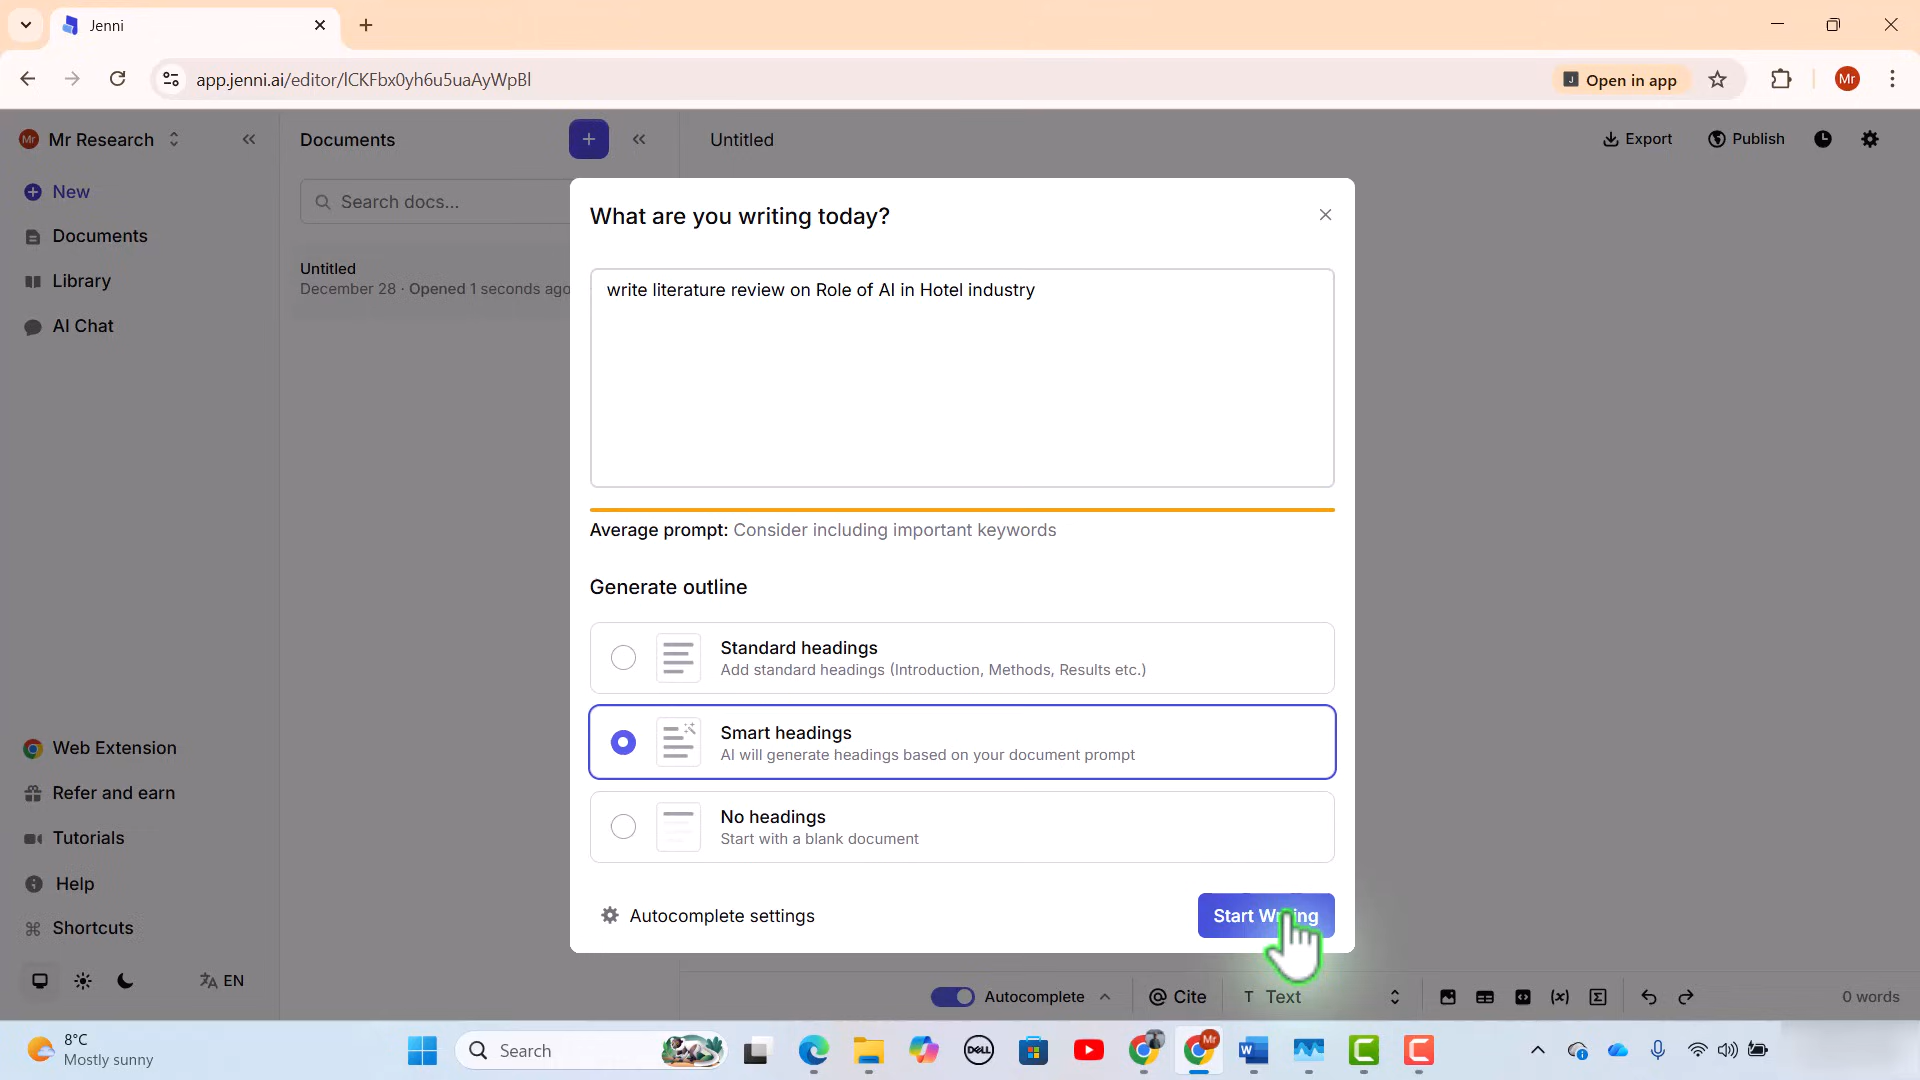 Jenni
app.jenni.ai/editor/lCKFbx0yh6u5uaAyWpBl
Open in app
Mr
Mr Mr Research
Documents
Untitled
Export
Publish
New
Search docs...
Documents
Library
AI Chat
Untitled
December 28 · Opened 1 seconds ago
What are you writing today?
write literature review on Role of AI in Hotel industry
Average prompt: Consider including important keywords
Generate outline
Standard headings
Add standard headings (Introduction, Methods, Results etc.)
Smart headings
AI will generate headings based on your document prompt
No headings
Start with a blank document
Autocomplete settings
Start Writing
Web Extension
Refer and earn
Tutorials
Help
Shortcuts
EN
Autocomplete
Cite
T Text
0 words
8°C
Mostly sunny
Search
DELL
Mr